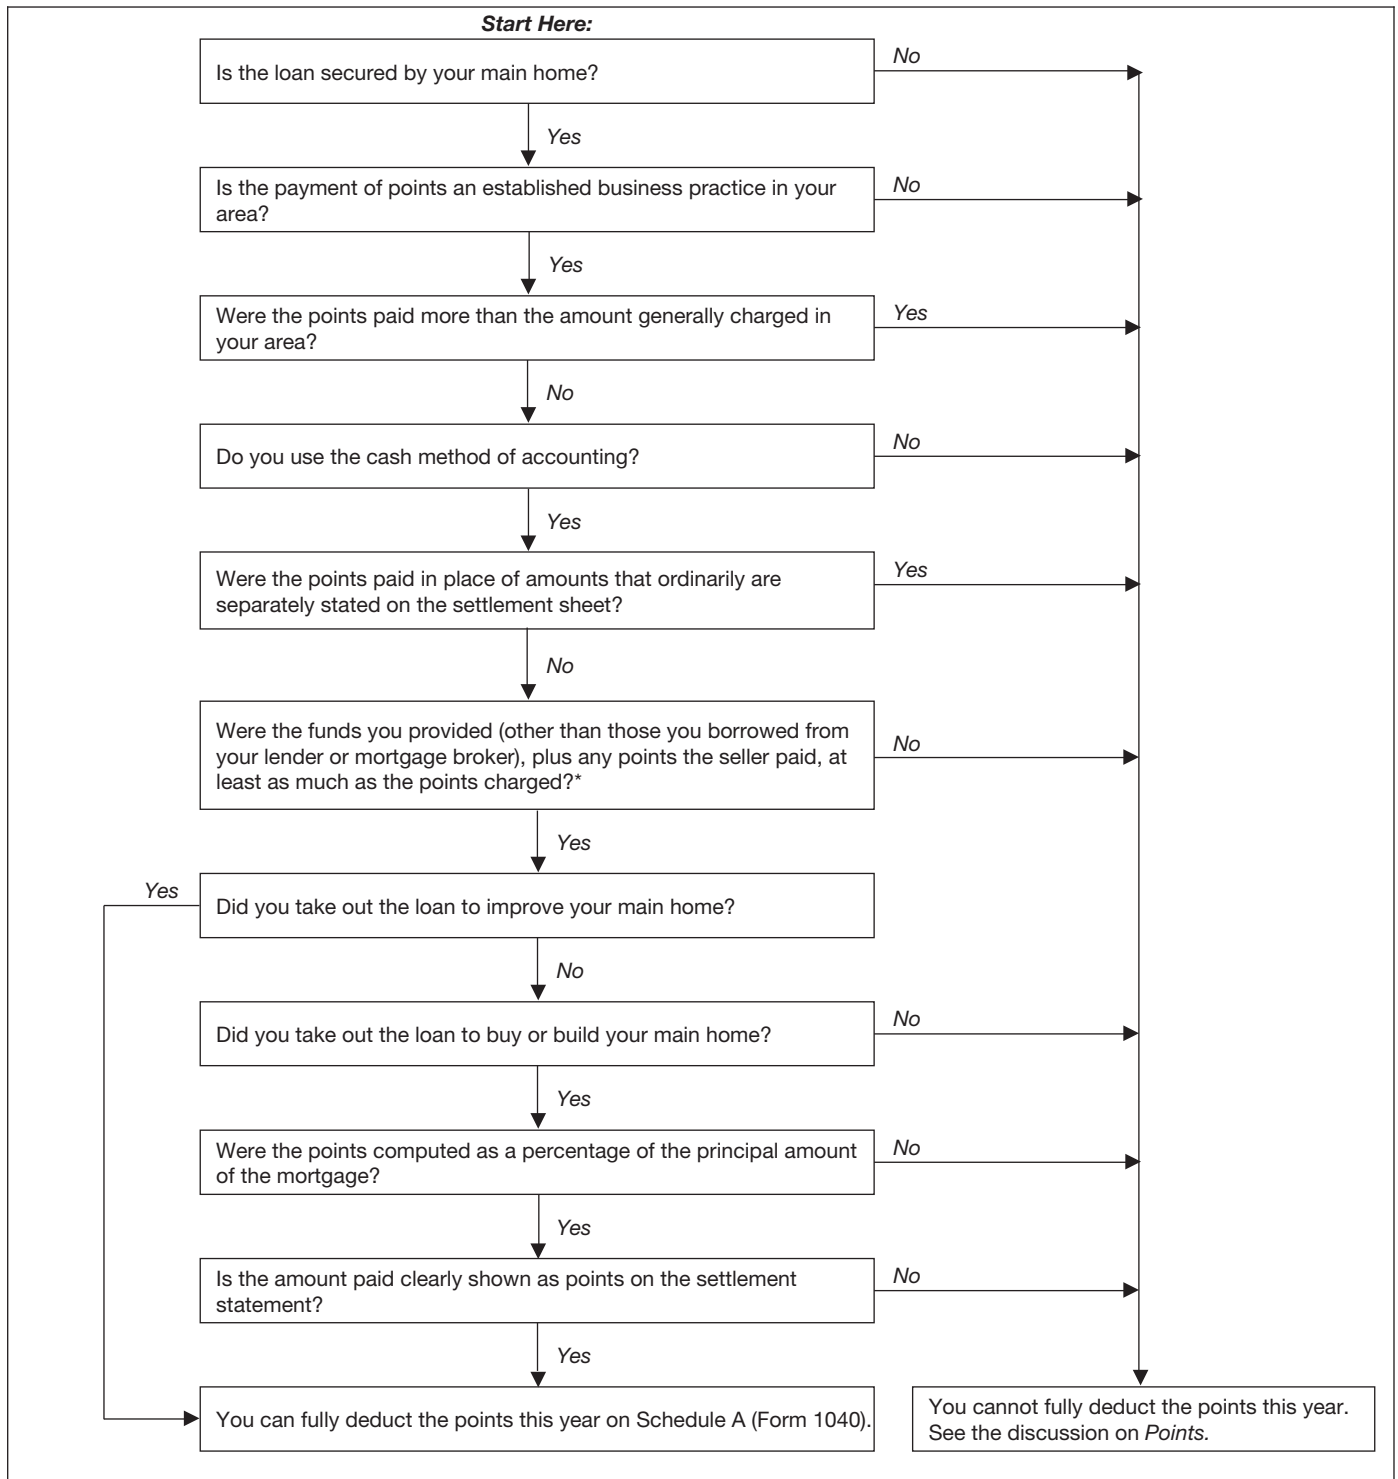 Start Here:
Is the loan secured by your main home?
No
Yes
Is the payment of points an established business practice in your
area?
No
Yes
Were the points paid more than the amount generally charged in
your area?
Yes
No
Do you use the cash method of accounting?
No
Yes
Were the points paid in place of amounts that ordinarily are
separately stated on the settlement sheet?
Yes
No
Were the funds you provided (other than those you borrowed from
your lender or mortgage broker), plus any points the seller paid, at
least as much as the points charged?*
No
Yes
Yes
Did you take out the loan to improve your main home?
No
Did you take out the loan to buy or build your main home?
No
Yes
Were the points computed as a percentage of the principal amount
of the mortgage?
No
Yes
Is the amount paid clearly shown as points on the settlement
statement?
No
Yes
You can fully deduct the points this year on Schedule A (Form 1040).
You cannot fully deduct the points this year.
See the discussion on Points.